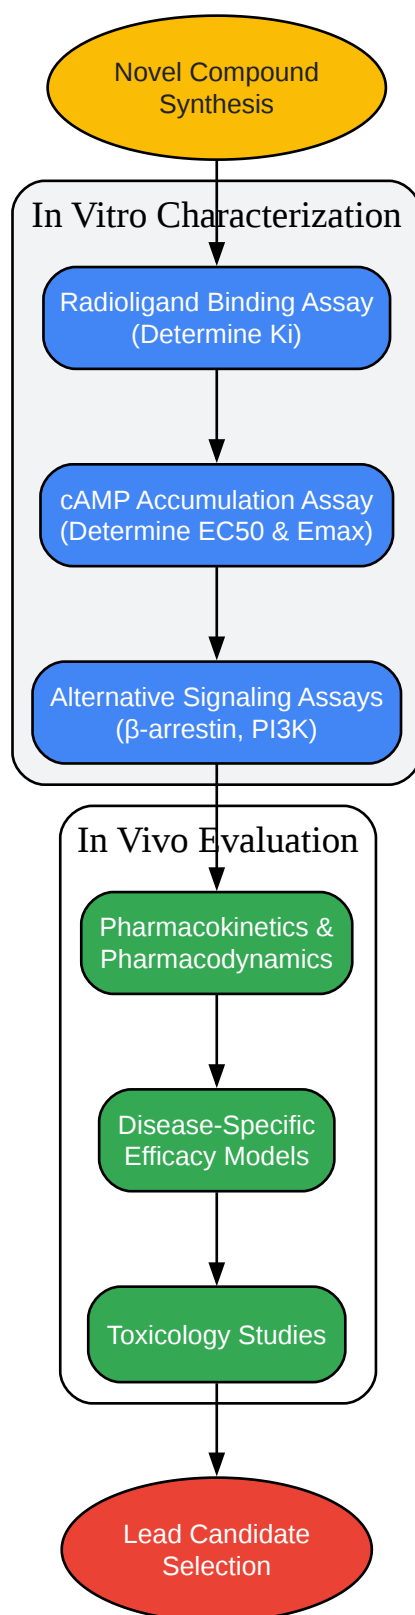 Novel Compound
Synthesis
In Vitro Characterization
Radioligand Binding Assay
(Determine Ki)
cAMP Accumulation Assay
(Determine EC50 & Emax)
Alternative Signaling Assays
(β-arrestin, PI3K)
In Vivo Evaluation
Pharmacokinetics &
Pharmacodynamics
Disease-Specific
Efficacy Models
Toxicology Studies
Lead Candidate
Selection